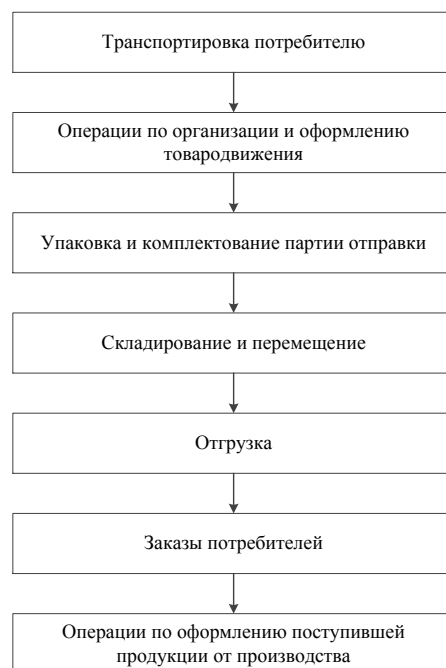 Транспортировка потребителю
Операции по организации и оформлению
товародвижения
Упаковка и комплектование партии отправки
Складирование и перемещение
Отгрузка
Заказы потребителей
Операции по оформлению поступившей
продукции от производства